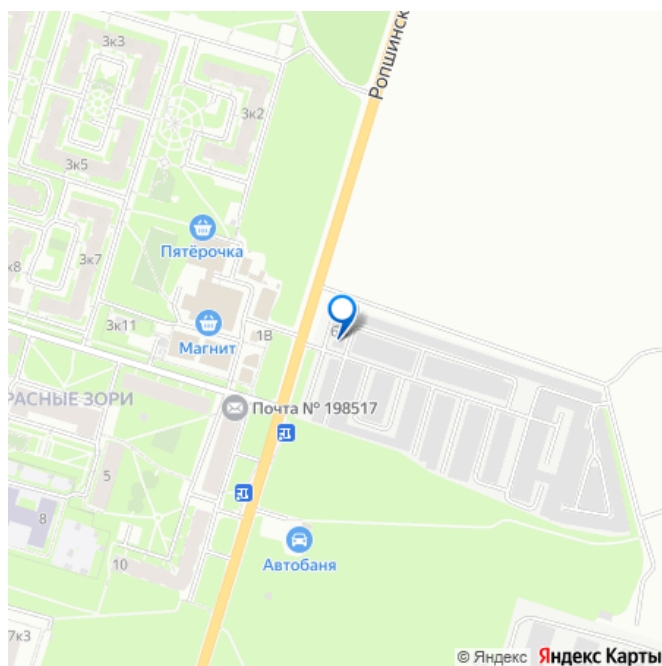 3к3
Ропшинск
3к2
3к5
Пятёрочка
3к7
к8
6
3к11
1В
Магнит
РАСНЫЕ ЗОРИ
Почта № 198517
5
8
10
Автобаня
7к3
© Яндекс Яндекс Карты